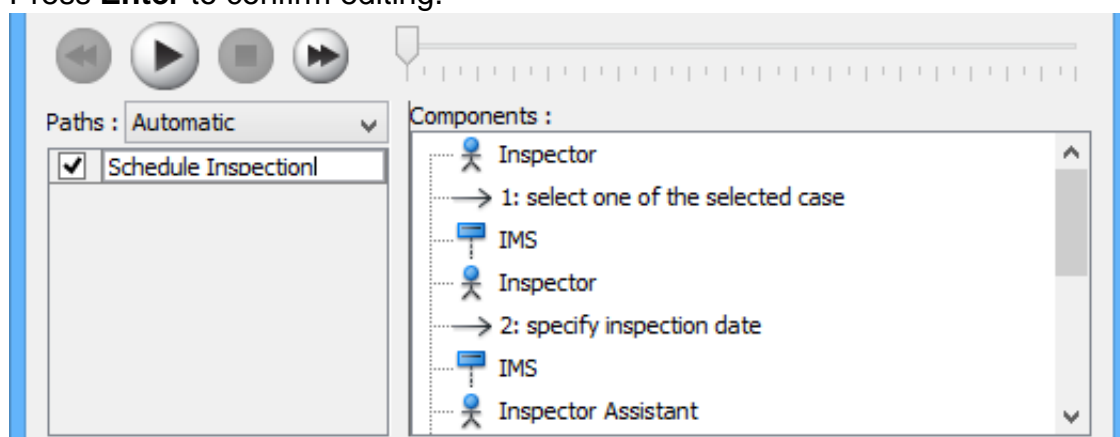 Press Enter to confirm editing.
Paths : Automatic
Components :
Schedule Inspection
Inspector
1: select one of the selected case
IMS
Inspector
2: specify inspection date
IMS
Inspector Assistant